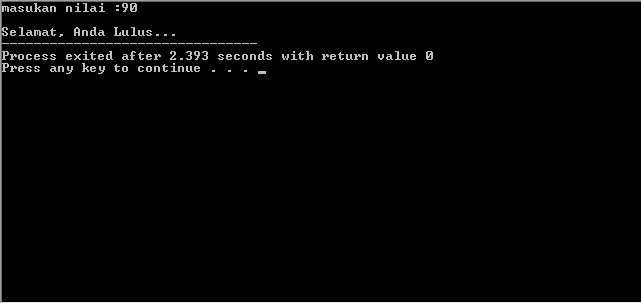 masukan nilai :90
Selamat, Anda Lulus...
--------------------------------
Process exited after 2.393 seconds with return value 0
Press any key to continue . . . _